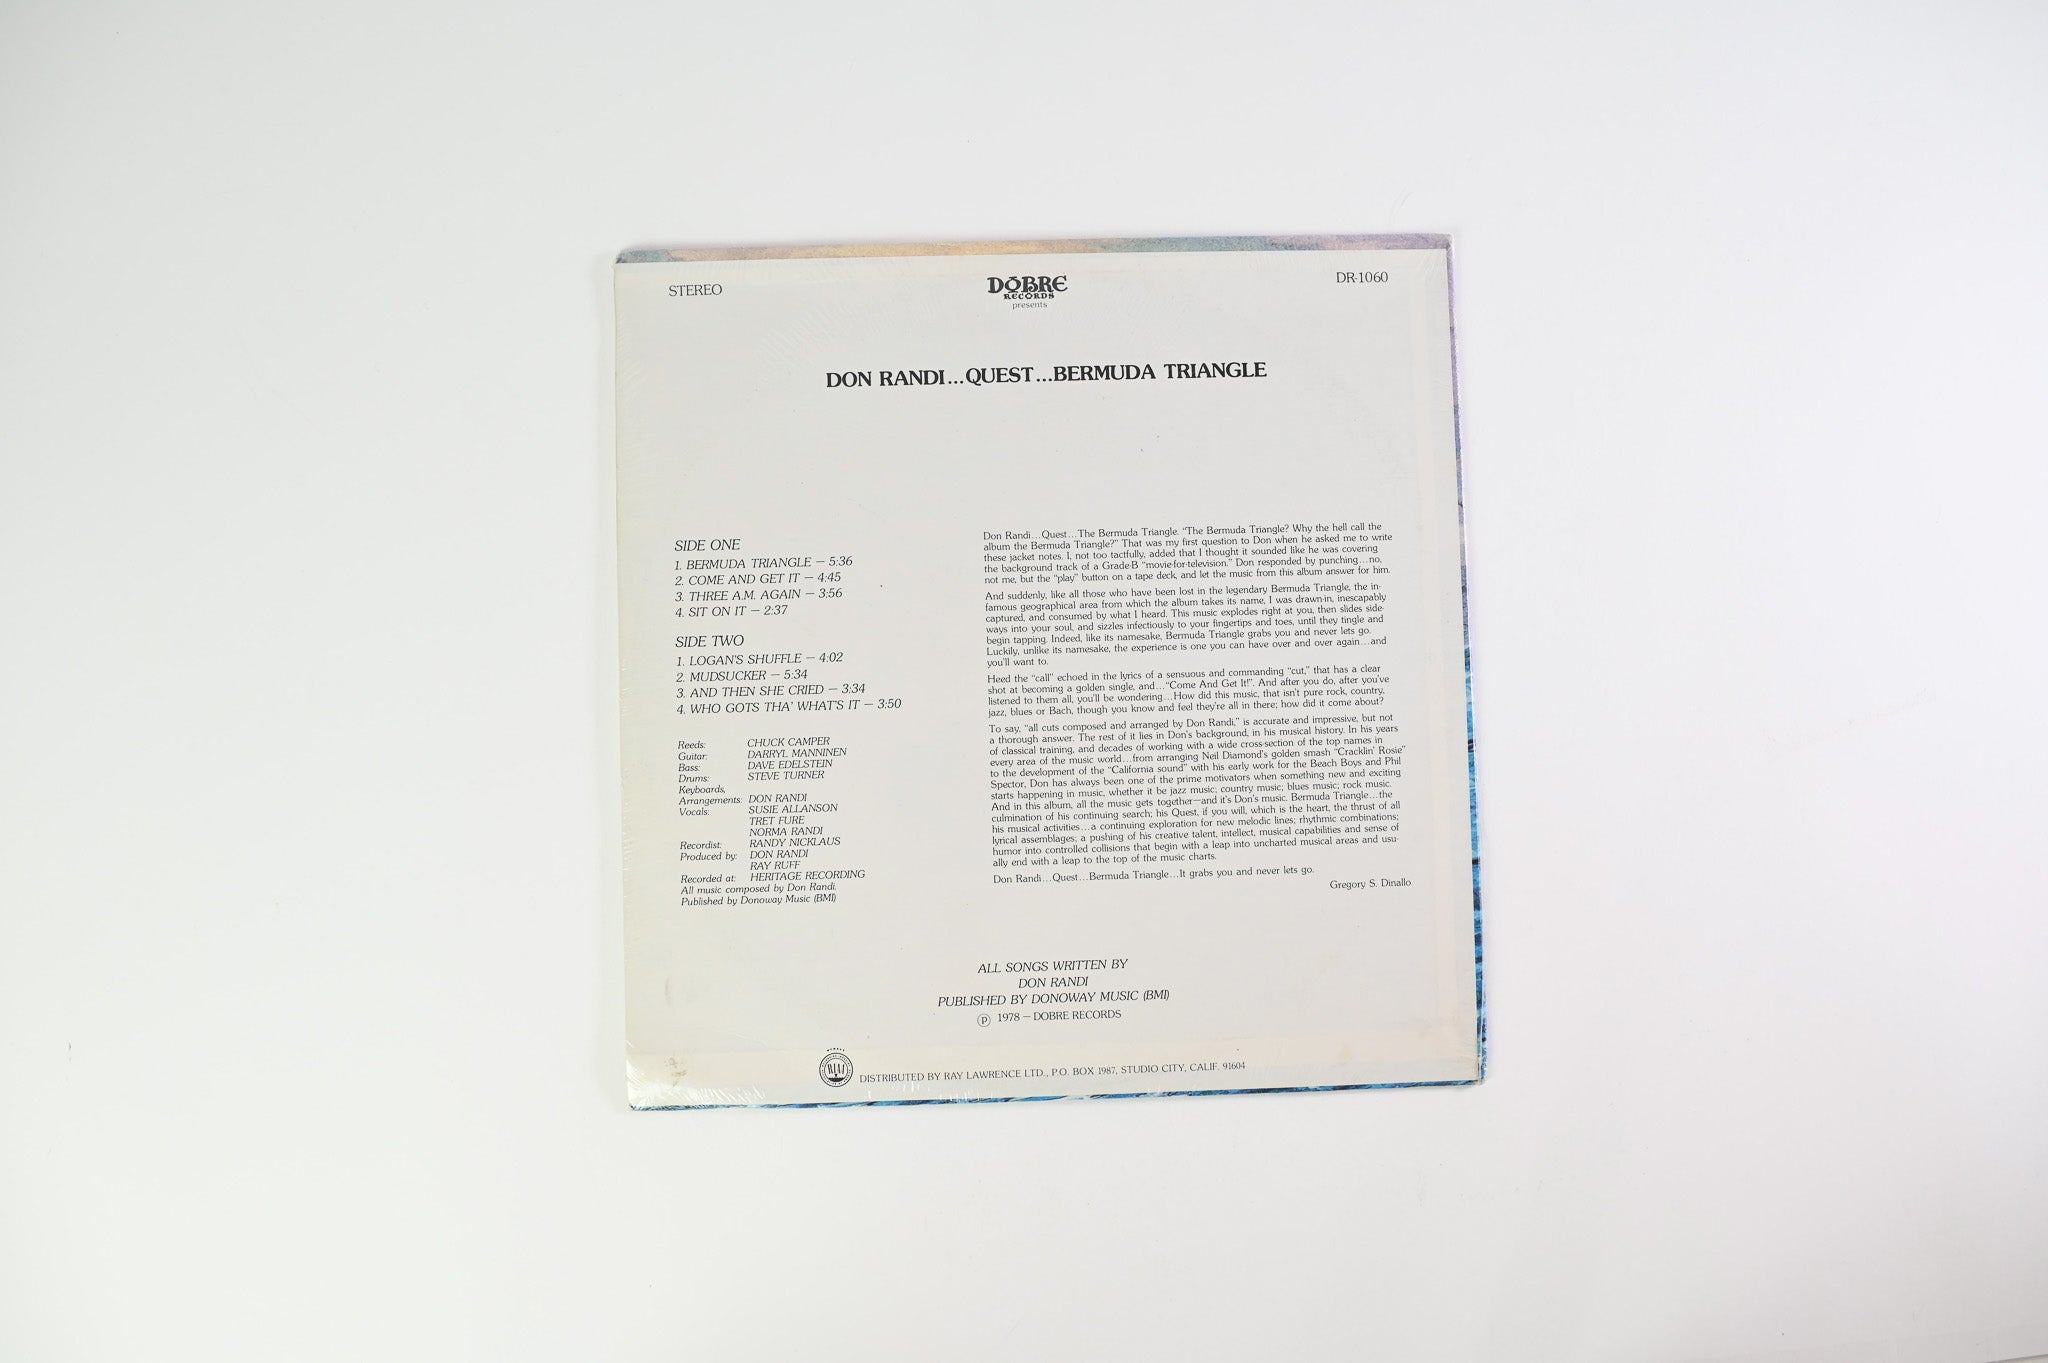 STEREO
DOBRE
RECORDS
presents
DR-1060
DON RANDI...QUEST...BERMUDA TRIANGLE
SIDE ONE
1. BERMUDA TRIANGLE — 5:36
2. COME AND GET IT — 4:45
3. THREE A.M. AGAIN — 3:56
4. SIT ON IT — 2:37
SIDE TWO
1. LOGAN'S SHUFFLE — 4:02
2. MUDSUCKER — 5:34
3. AND THEN SHE CRIED — 3:34
4. WHO GOTS THA' WHAT'S IT — 3:50
Reeds: CHUCK CAMPER
Guitar: DARRYL MANNINEN
Bass: DAVE EDELSTEIN
Drums: STEVE TURNER
Keyboards,
Arrangements: DON RANDI
Vocals: SUSIE ALLANSON
TRET FURE
NORMA RANDI
Recordist: RANDY NICKLAUS
Produced by: DON RANDI
RAY RUFF
Recorded at: HERITAGE RECORDING
All music composed by Don Randi.
Published by Donoway Music (BMI)
Don Randi...Quest...The Bermuda Triangle. "The Bermuda Triangle? Why the hell call the
album the Bermuda Triangle?" That was my first question to Don when he asked me to write
these jacket notes. I, not too tactfully, added that I thought it sounded like he was covering
the background track of a Grade-B "movie-for-television." Don responded by punching...no,
not me, but the "play" button on a tape deck, and let the music from this album answer for him.
And suddenly, like all those who have been lost in the legendary Bermuda Triangle, the in-
famous geographical area from which the album takes its name, I was drawn-in, inescapably
captured, and consumed by what I heard. This music explodes right at you, then slides side-
ways into your soul, and sizzles infectiously to your fingertips and toes, until they tingle and
begin tapping. Indeed, like its namesake, Bermuda Triangle grabs you and never lets go.
Luckily, unlike its namesake, the experience is one you can have over and over again...and
you'll want to.
Heed the "call" echoed in the lyrics of a sensuous and commanding "cut," that has a clear
shot at becoming a golden single, and..."Come And Get It!". And after you do, after you've
listened to them all, you'll be wondering...How did this music, that isn't pure rock, country,
jazz, blues or Bach, though you know and feel they're all in there; how did it come about?
To say, "all cuts composed and arranged by Don Randi," is accurate and impressive, but not
a thorough answer. The rest of it lies in Don's background, in his musical history. In his years
of classical training, and decades of working with a wide cross-section of the top names in
every area of the music world...from arranging Neil Diamond's golden smash "Cracklin' Rosie"
to the development of the "California sound" with his early work for the Beach Boys and Phil
Spector, Don has always been one of the prime motivators when something new and exciting
starts happening in music, whether it be jazz music; country music; blues music; rock music.
And in this album, all the music gets together—and it's Don's music. Bermuda Triangle...the
culmination of his continuing search; his Quest, if you will, which is the heart, the thrust of all
his musical activities...a continuing exploration for new melodic lines; rhythmic combinations;
lyrical assemblages; a pushing of his creative talent, intellect, musical capabilities and sense of
humor into controlled collisions that begin with a leap into uncharted musical areas and usu-
ally end with a leap to the top of the music charts.
Don Randi...Quest...Bermuda Triangle...It grabs you and never lets go.
Gregory S. Dinallo
ALL SONGS WRITTEN BY
DON RANDI
PUBLISHED BY DONOWAY MUSIC (BMI)
℗ 1978 — DOBRE RECORDS
DISTRIBUTED BY RAY LAWRENCE LTD., P.O. BOX 1987, STUDIO CITY, CALIF. 91604